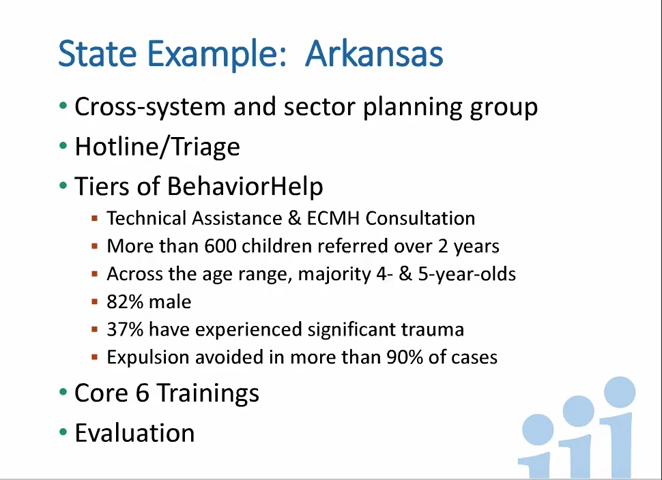 State Example:  Arkansas
• Cross-system and sector planning group
• Hotline/Triage
• Tiers of BehaviorHelp
▪ Technical Assistance & ECMH Consultation
▪ More than 600 children referred over 2 years
▪ Across the age range, majority 4- & 5-year-olds
▪ 82% male
▪ 37% have experienced significant trauma
▪ Expulsion avoided in more than 90% of cases
• Core 6 Trainings
• Evaluation